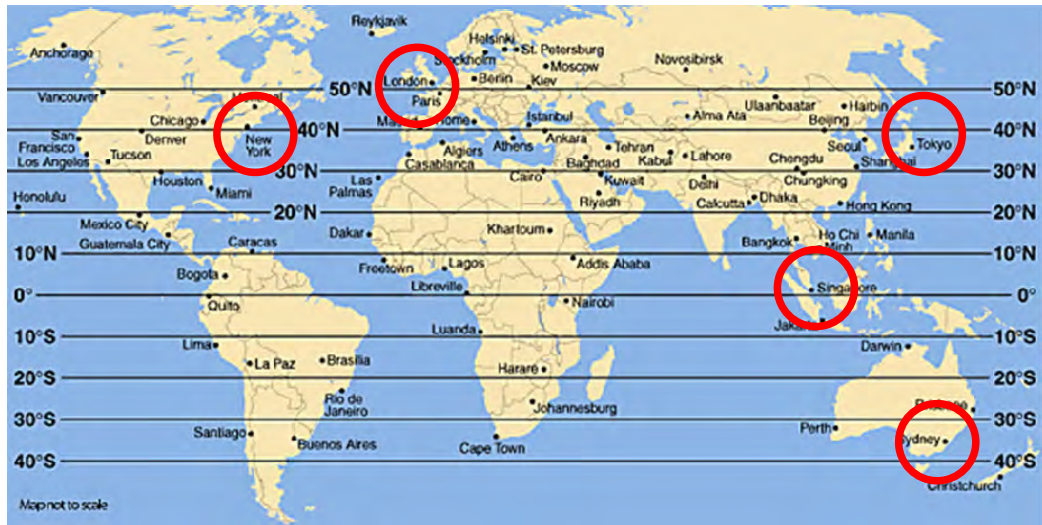 Reykjavik
Helsinki
St. Petersburg
Anchorage
Stockholm
Moscow
Novosibirsk
London
Berlin
Kiev
50°N
50°N
Vancouver
Paris
Ulaanbaatar
Harbin
Chicago
Rome
Istanbul
Alma Ata
Beijing
San
Francisco
Denver
New
York
40°N
Ankara
Tehran
Seoul
Tokyo
40°N
Los Angeles
Tucson
Casablanca
Algiers
Athens
Baghdad
Kabul
Lahore
Chengdu
Shanghai
30°N
30°N
Houston
Miami
Las
Palmas
Cairo
Kuwait
Delhi
Chungking
Honolulu
Riyadh
Calcutta
Dhaka
Hong Kong
20°N
20°N
Mexico City
Guatemala City
Caracas
Dakar
Khartoum
Bangkok
Ho Chi
Minh
Manila
10°N
10°N
Bogota
Freetown
Lagos
Addis Ababa
Libreville
Singapore
0°
0°
Quito
Nairobi
Luanda
Jakarta
10°S
10°S
Lima
La Paz
Brasília
Hararé
Darwin
20°S
20°S
Rio de
Janeiro
Johannesburg
Brisbane
30°S
30°S
Santiago
Buenos Aires
Cape Town
Perth
Sydney
40°S
40°S
Christchurch
Map not to scale